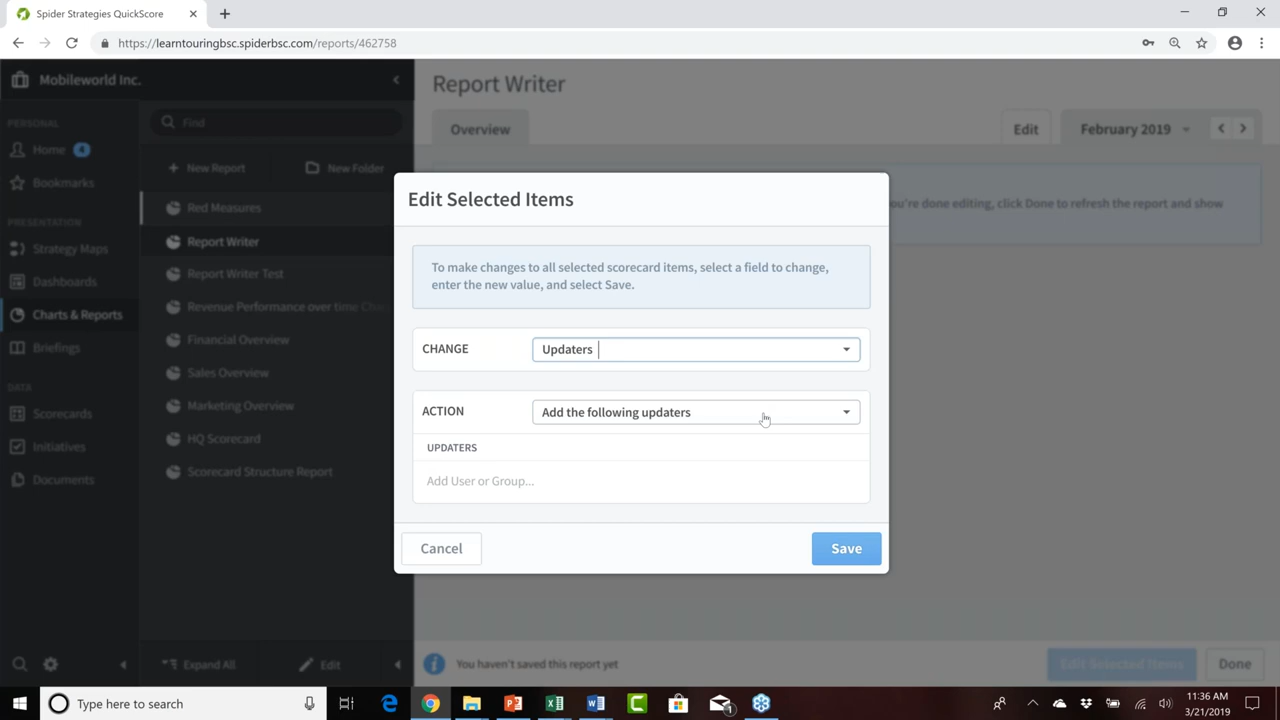 Spider Strategies QuickScore
https://learntouringbsc.spiderbsc.com/reports/462758
Mobileworld Inc.
PERSONAL
Home 4
Bookmarks
PRESENTATION
Strategy Maps
Dashboards
Charts & Reports
Briefings
DATA
Scorecards
Initiatives
Documents
Find
New Report
New Folder
Red Measures
Report Writer
Report Writer Test
Revenue Performance over time
Financial Overview
Sales Overview
Marketing Overview
HQ Scorecard
Scorecard Structure Report
Expand All
Edit
Report Writer
Overview
Edit
February 2019
ou're done editing, click Done to refresh the report and show
Edit Selected Items
To make changes to all selected scorecard items, select a field to change,
enter the new value, and select Save.
CHANGE
Updaters
ACTION
Add the following updaters
UPDATERS
Add User or Group...
Cancel
Save
You haven't saved this report yet
Edit Selected Items
Done
Type here to search
1
11:36 AM
3/21/2019